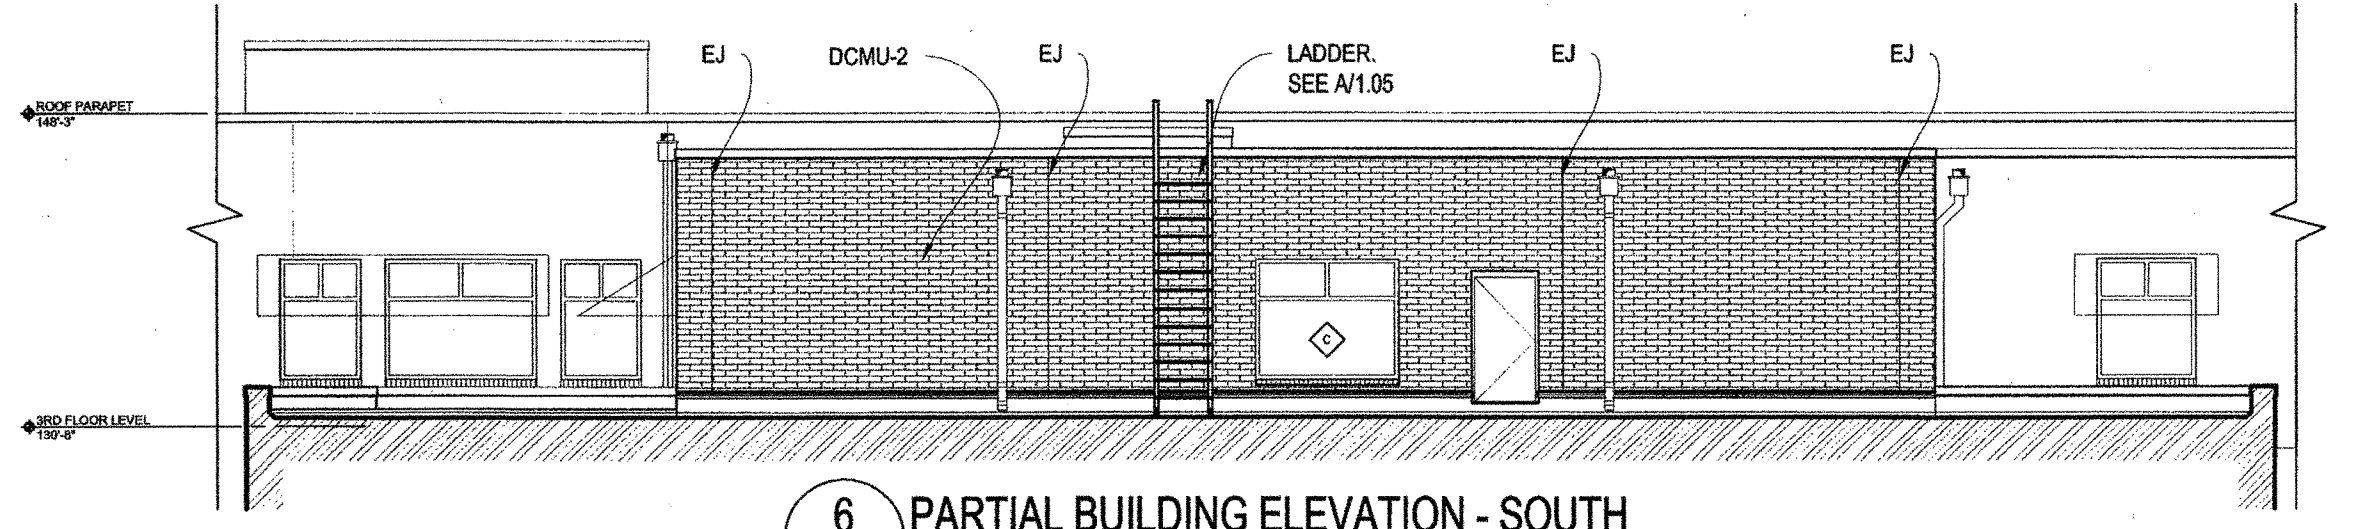 EJ
DCMU-2
EJ
LADDER.
SEE A/1.05
EJ
EJ
ROOF PARAPET
148'-3"
C
3RD FLOOR LEVEL
130'-8"
6
PARTIAL BUILDING ELEVATION - SOUTH